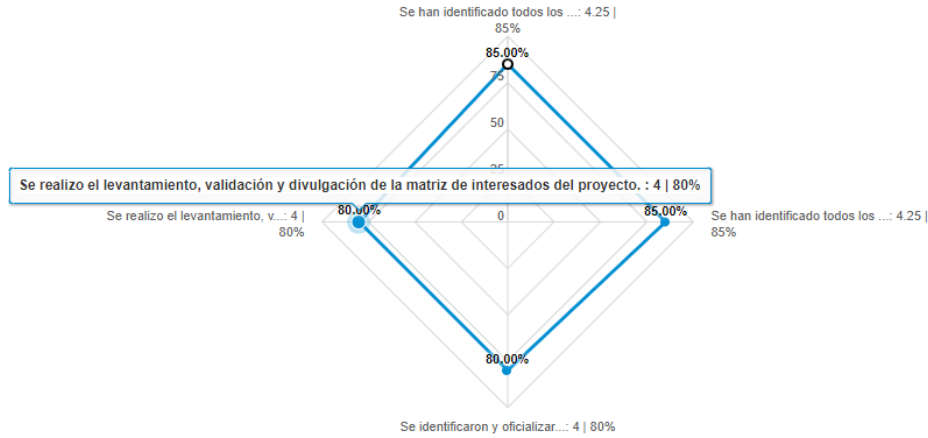 Se han identificado todos los ...: 4.25 |
85%
85.00%
75
50
25
Se realizo el levantamiento, validación y divulgación de la matriz de interesados del proyecto. : 4 | 80%
Se realizo el levantamiento, v...: 4 |
80%
80.00%
0
85.00%
Se han identificado todos los ...: 4.25 |
85%
80.00%
Se identificaron y oficializar...: 4 | 80%